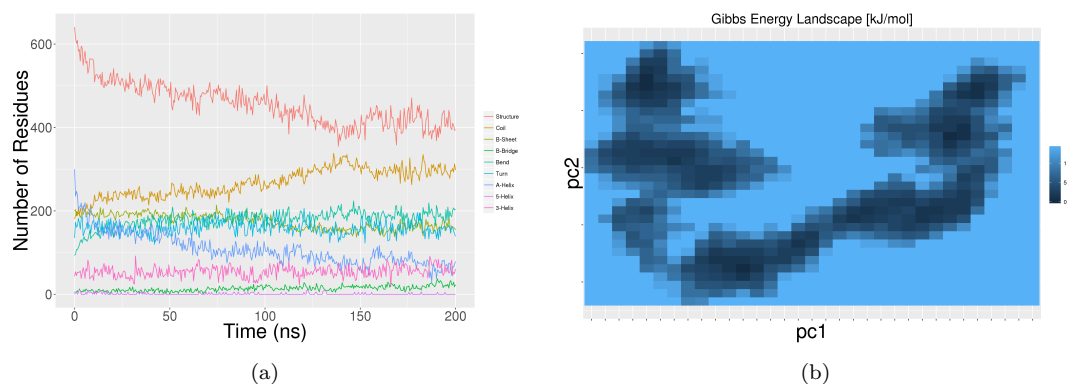 Gibbs Energy Landscape [kJ/mol]
Number of Residues
600
400
200
0
0
50
100
150
200
Time (ns)
Structure
Coil
B-Sheet
B-Bridge
Bend
Turn
A-Helix
5-Helix
3-Helix
pc2
pc1
5
0
(a)
(b)